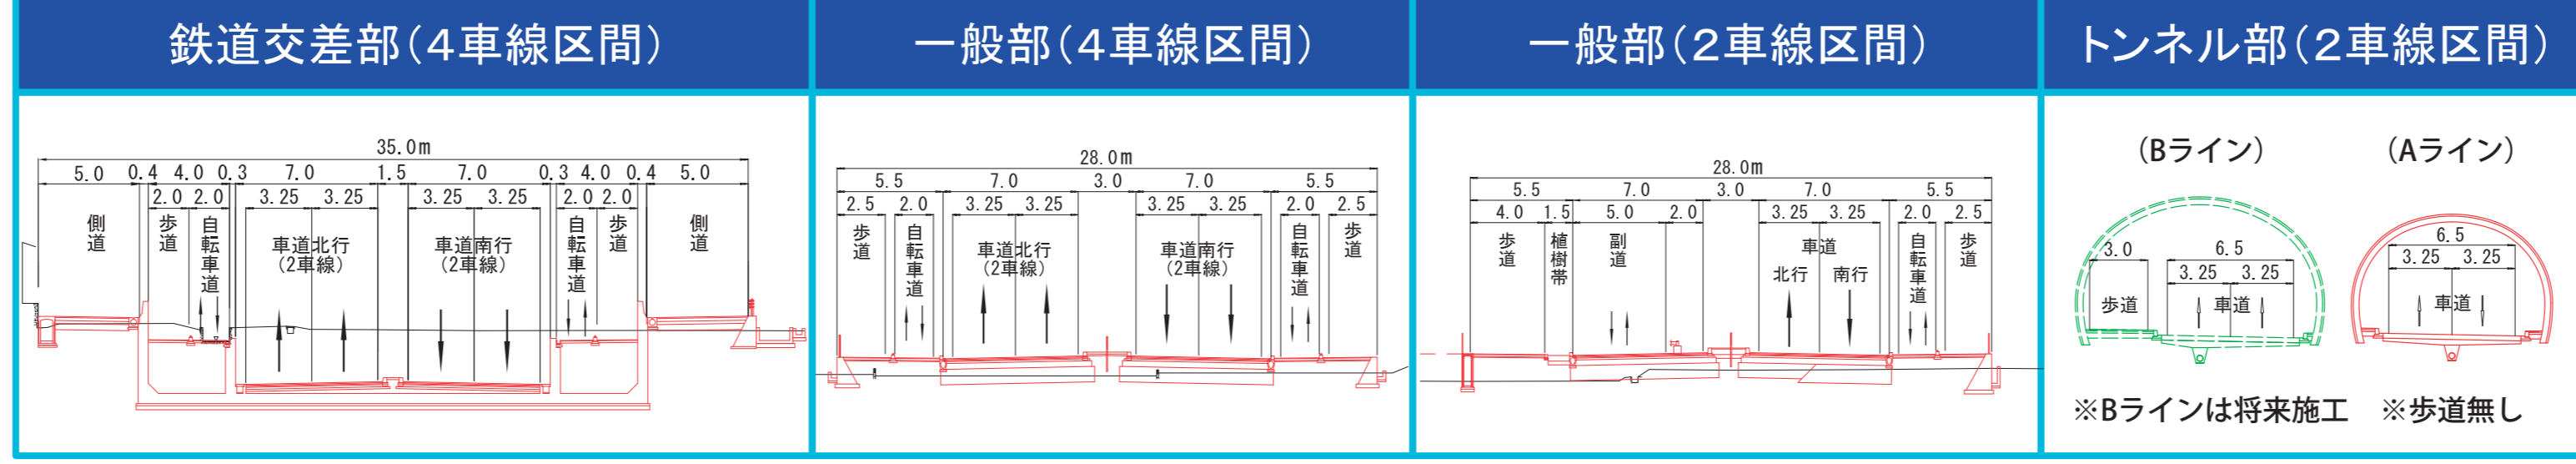 鉄道交差部（4車線区間）
35.0m
5.0 0.4 4.0 0.3 7.0 1.5 7.0 0.3 4.0 0.4 5.0
2.0 2.0 3.25 3.25 3.25 3.25 2.0 2.0
側道
歩道
自転車道
車道北行
（2車線）
車道南行
（2車線）
自転車道
歩道
側道
一般部（4車線区間）
28.0m
5.5 7.0 3.0 7.0 5.5
2.5 2.0 3.25 3.25 3.25 3.25 2.0 2.5
歩道
自転車道
車道北行
（2車線）
車道南行
（2車線）
自転車道
歩道
一般部（2車線区間）
28.0m
5.5 7.0 3.0 7.0 5.5
4.0 1.5 5.0 2.0 3.25 3.25 2.0 2.5
歩道
植樹帯
副道
車道
北行 南行
自転車道
歩道
トンネル部（2車線区間）
（Bライン）
3.0 6.5
3.25 3.25
歩道 車道
※Bラインは将来施工
（Aライン）
6.5
3.25 3.25
車道
※歩道無し